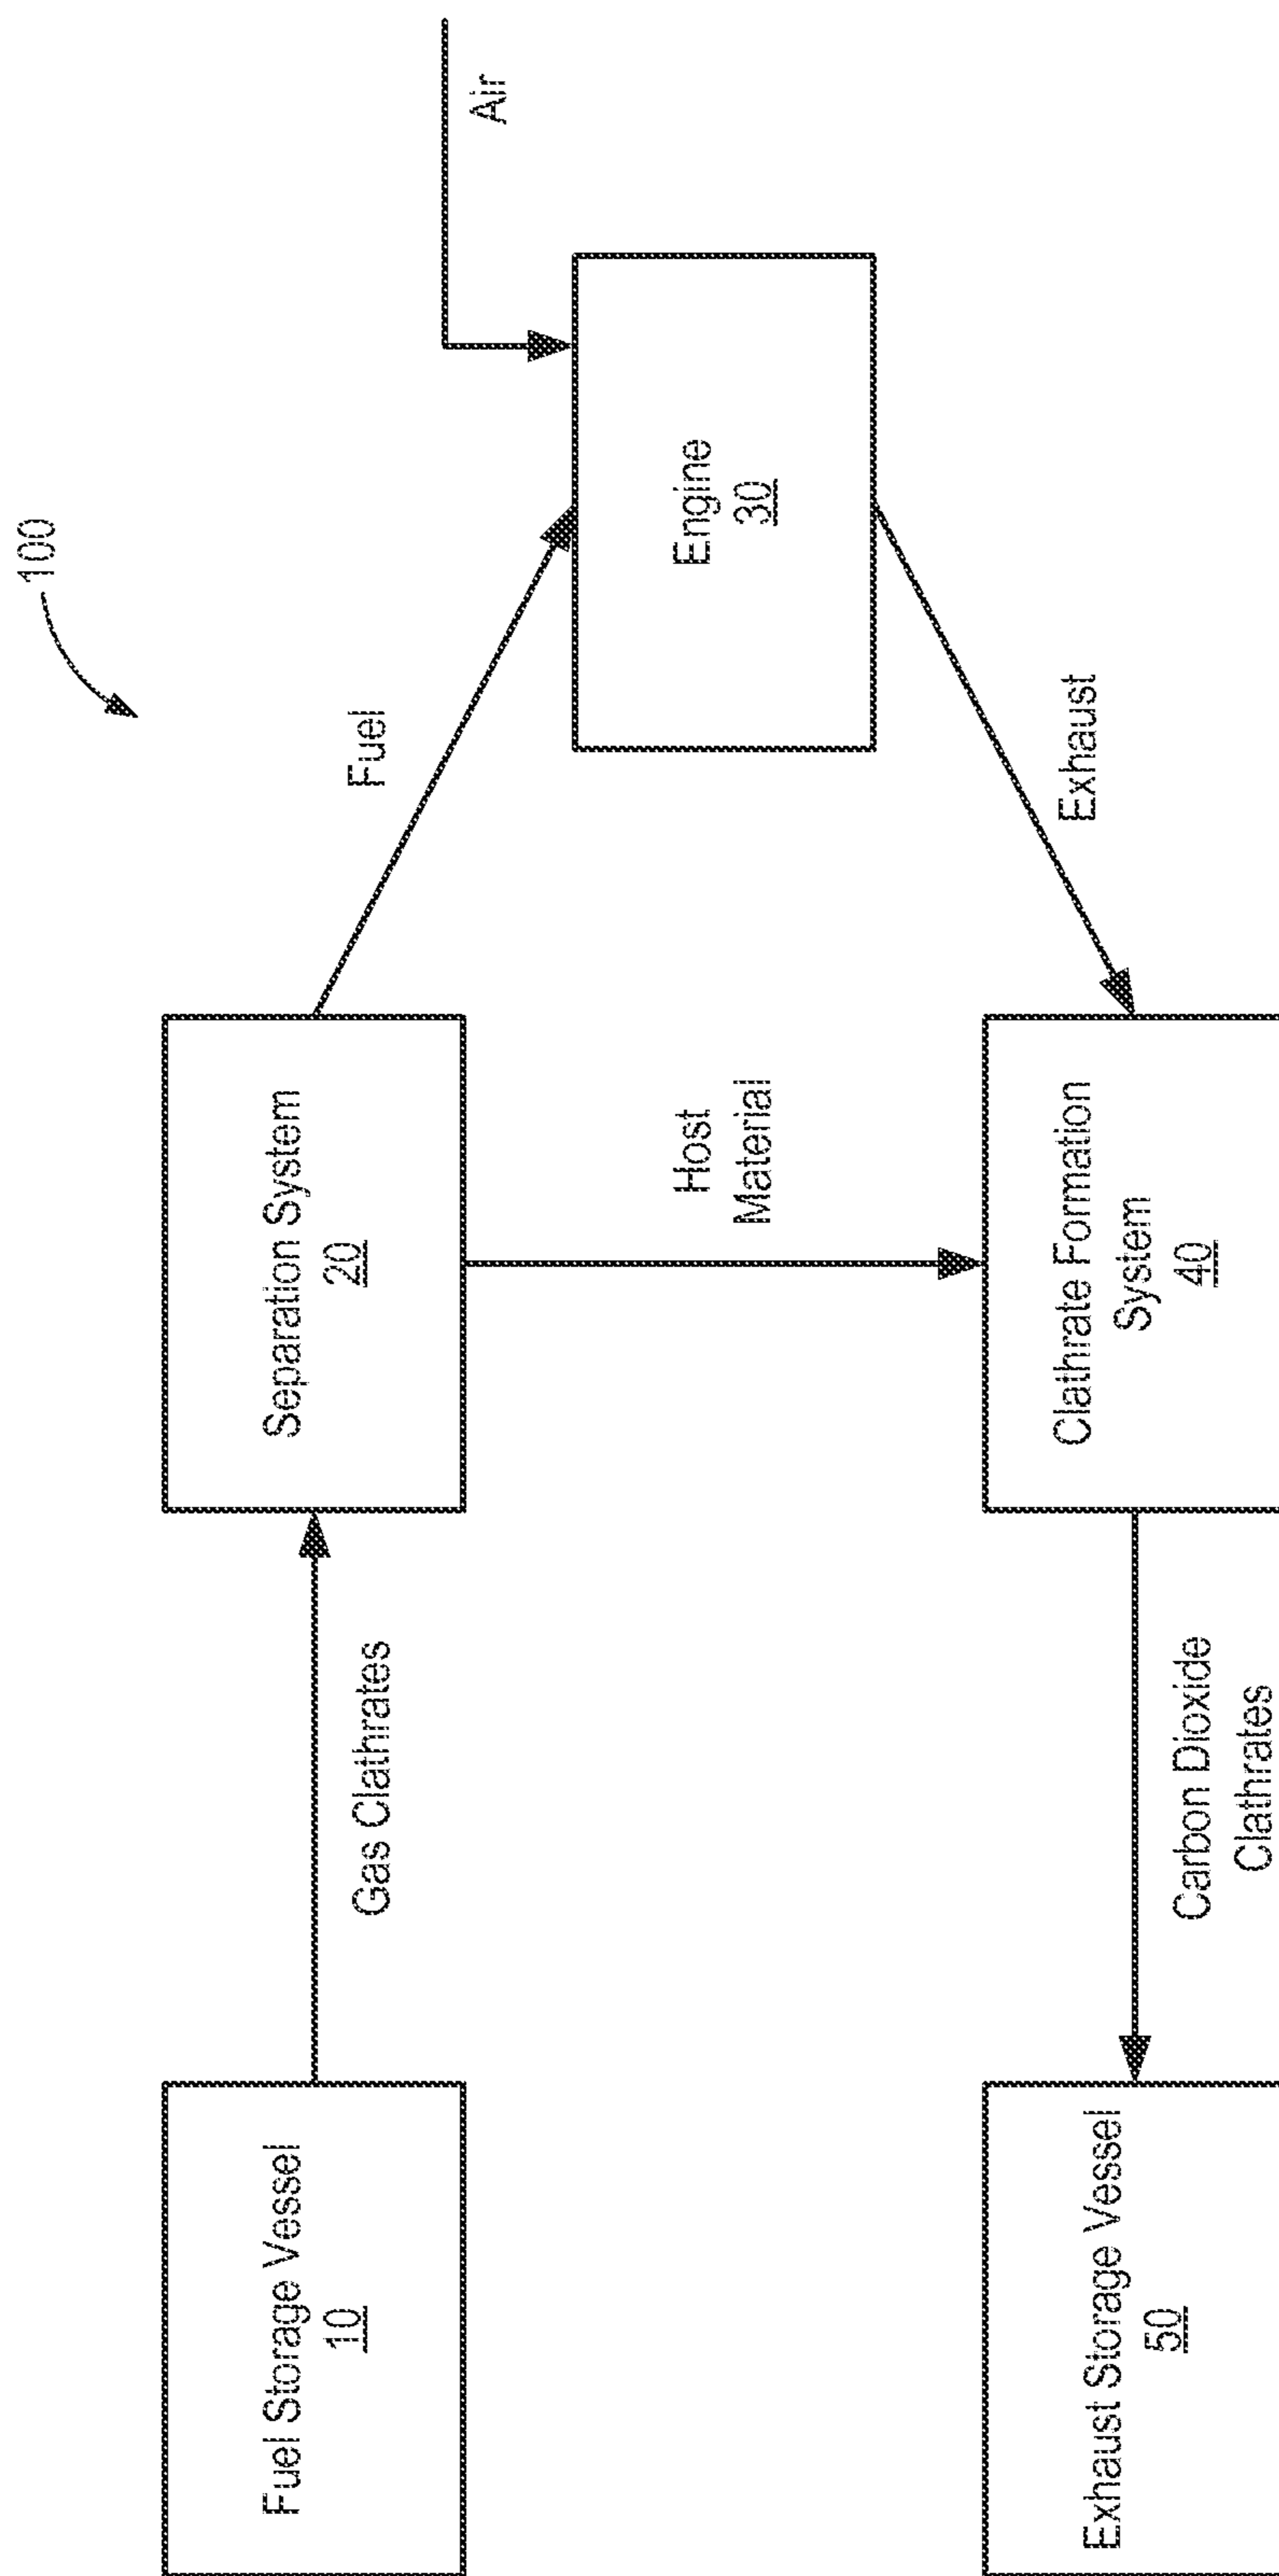 100
Air
Fuel Storage Vessel
10
Gas Clathrates
Separation System
20
Fuel
Engine
30
Host
Material
Exhaust
Exhaust Storage Vessel
50
Carbon Dioxide
Clathrates
Clathrate Formation
System
40